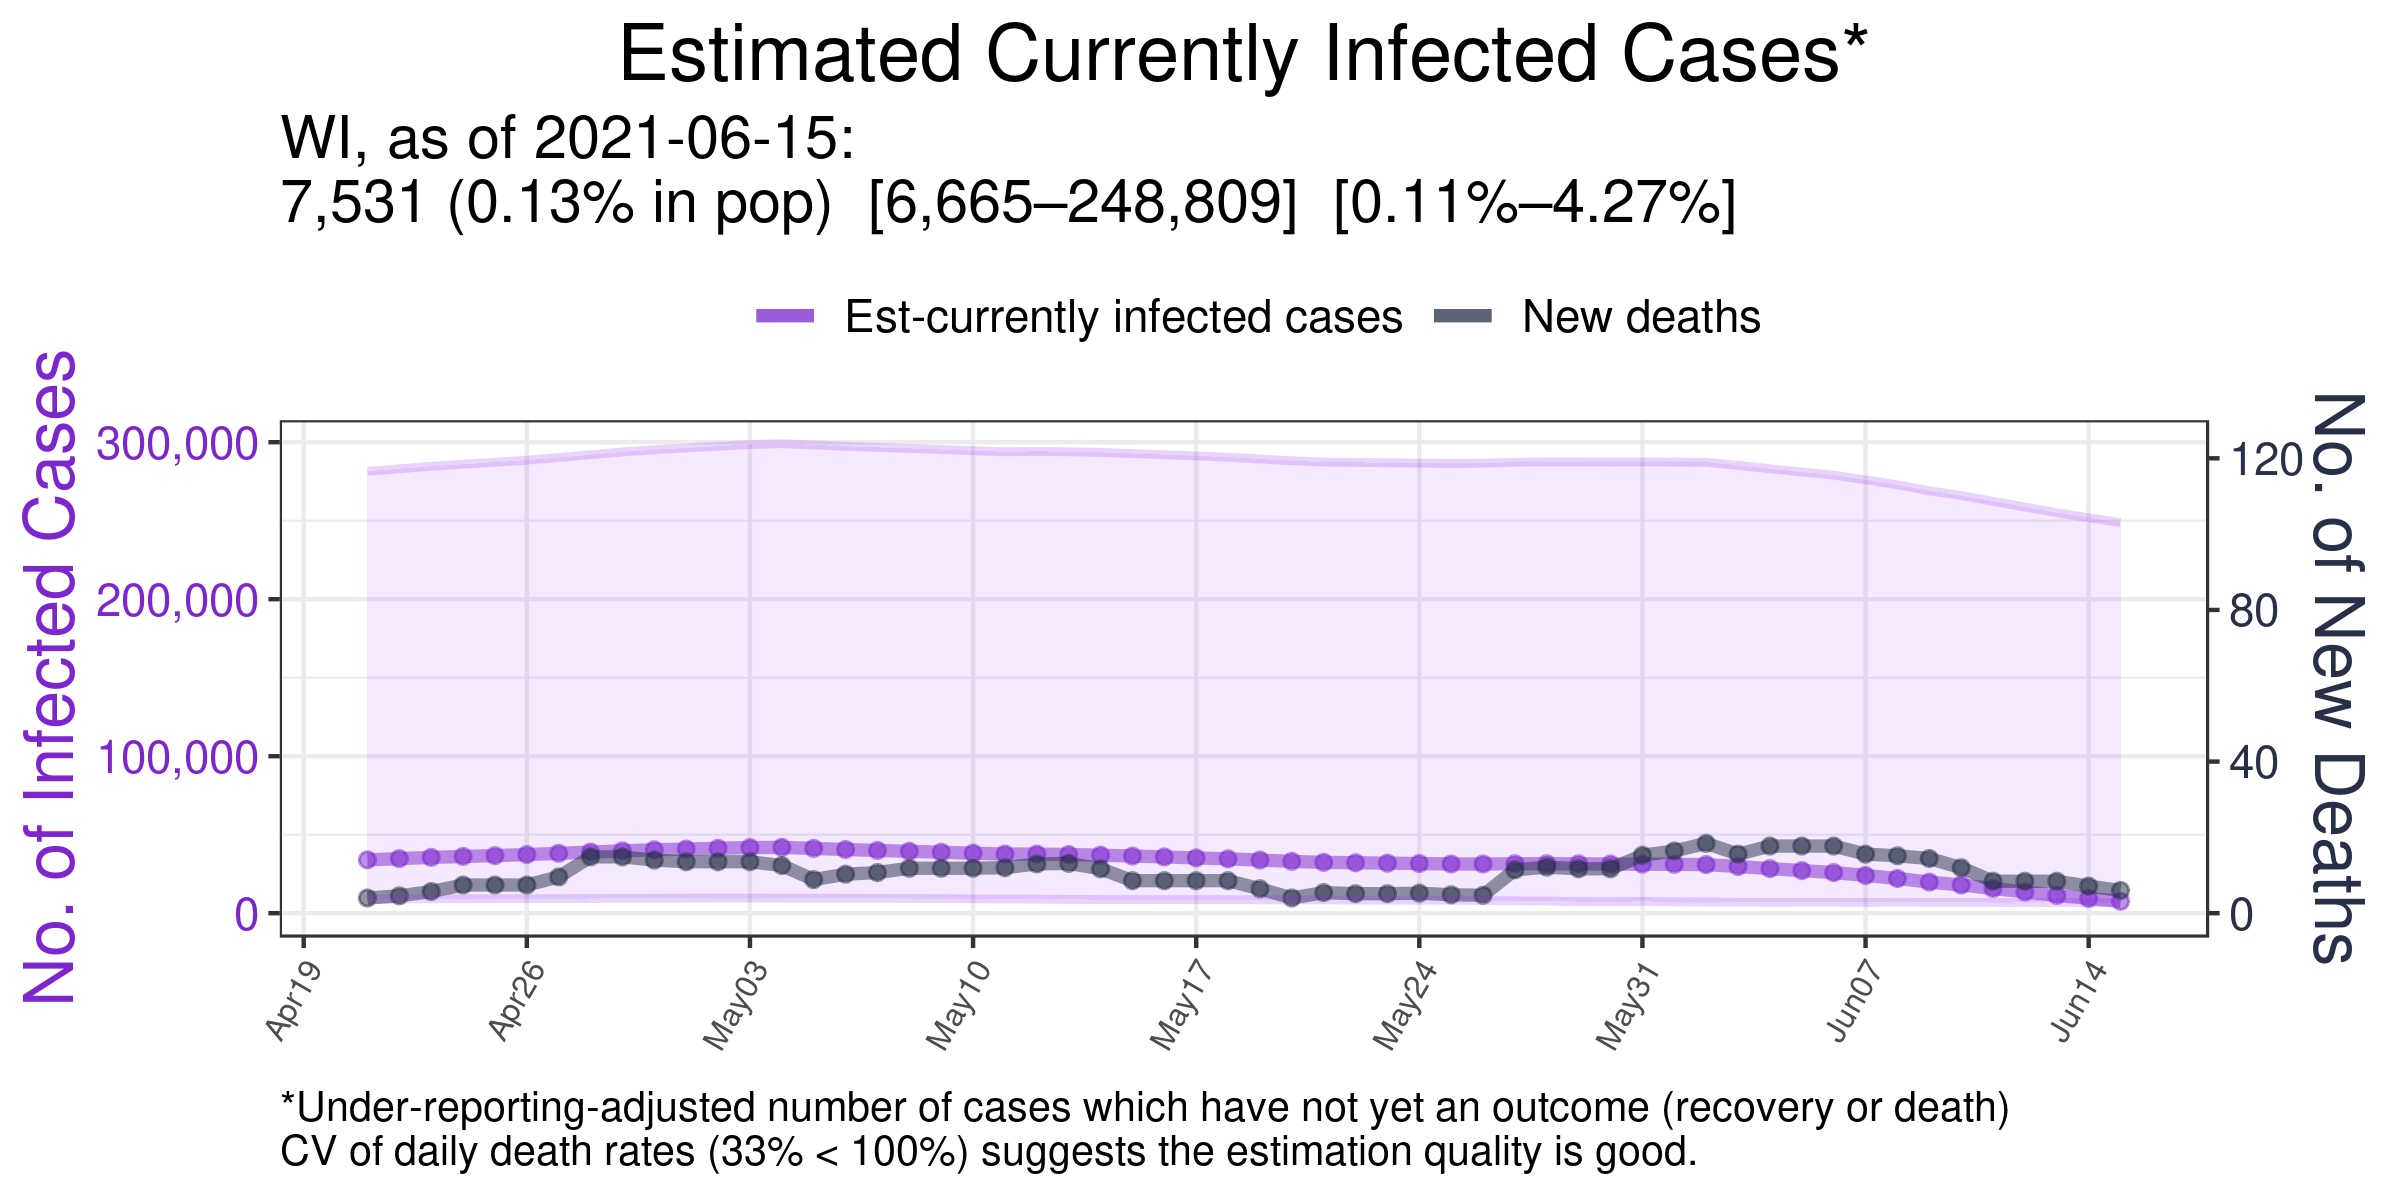 Estimated Currently Infected Cases*
WI, as of 2021-06-15:
7,531 (0.13% in pop)  [6,665–248,809]  [0.11%–4.27%]
Est-currently infected cases
New deaths
No. of Infected Cases
300,000
200,000
100,000
0
120
80
40
0
No. of New Deaths
Apr19
Apr26
May03
May10
May17
May24
May31
Jun07
Jun14
*Under-reporting-adjusted number of cases which have not yet an outcome (recovery or death)
CV of daily death rates (33% < 100%) suggests the estimation quality is good.